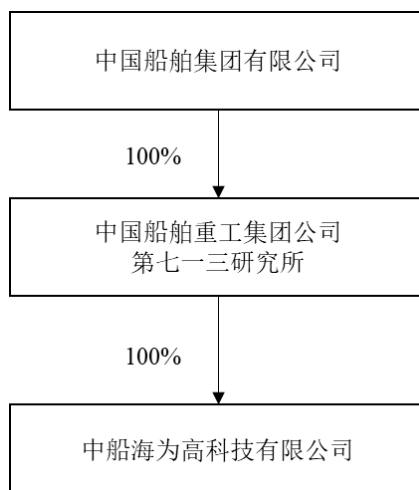 中国船舶集团有限公司
100%
中国船舶重工集团公司
第七一三研究所
100%
中船海为高科技有限公司